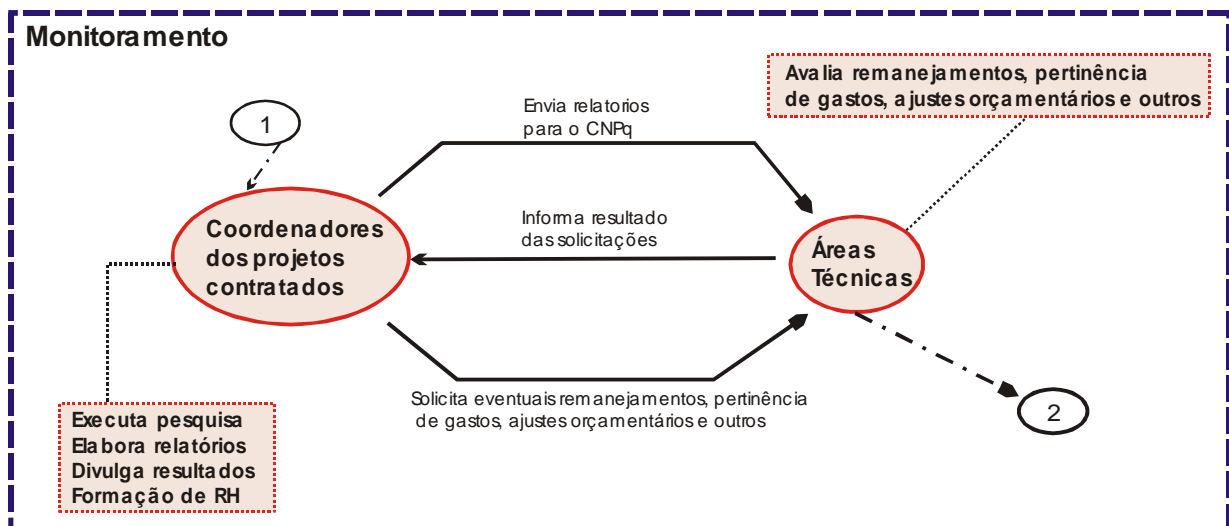 Monitoramento
Avalia remanejamentos, pertinência
de gastos, ajustes orçamentários e outros
Envia relatorios
para o CNPq
1
Coordenadores
dos projetos
contratados
Informa resultado
das solicitações
Áreas
Técnicas
Solicita eventuais remanejamentos, pertinência
de gastos, ajustes orçamentários e outros
2
Executa pesquisa
Elabora relatórios
Divulga resultados
Formação de RH